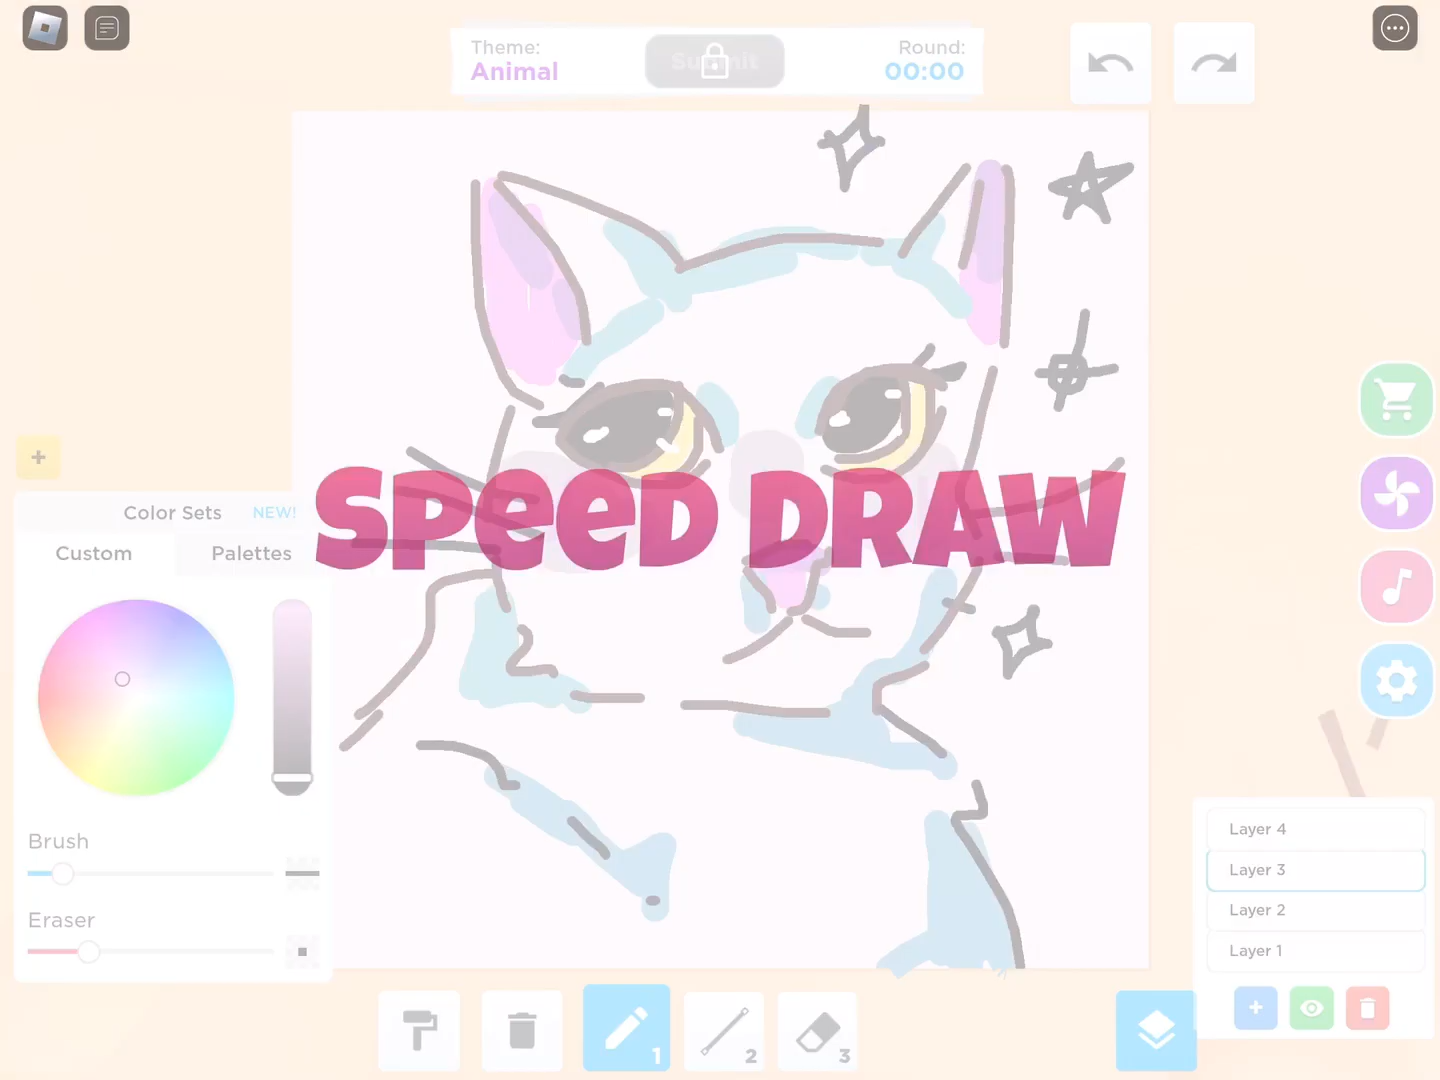 Theme:
Animal
Submit
Round:
00:00
Color Sets NEW!
Custom Palettes
SPEED DRAW
Brush
Eraser
Layer 4
Layer 3
Layer 2
Layer 1
1
2
3